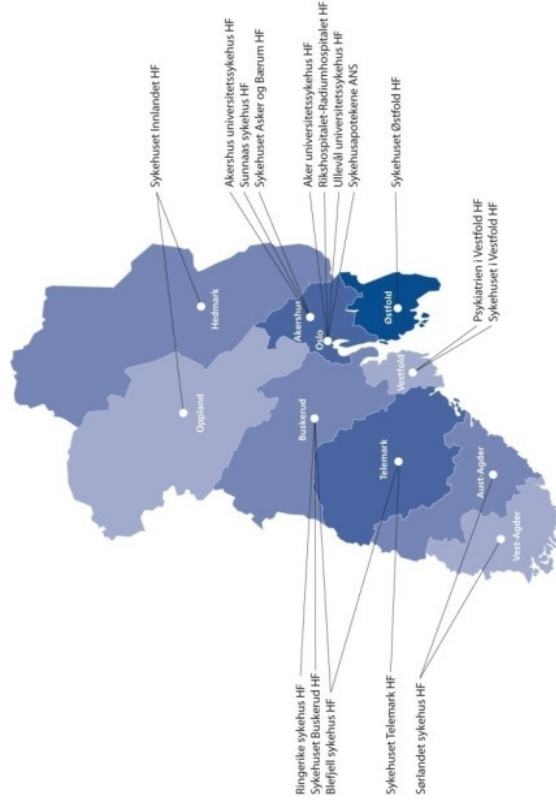 Sykehuset Innlandet HF
Akershus universitetssykehus HF
Sunnaas sykehus HF
Sykehuset Asker og Bærum HF
Aker universitetssykehus HF
Rikshospitalet-Radiumhospitalet HF
Ullevål universitetssykehus HF
Sykehusapotekene ANS
Sykehuset Østfold HF
Psykiatrien i Vestfold HF
Sykehuset i Vestfold HF
Hedmark
Oppland
Akershus
Oslo
Østfold
Buskerud
Vestfold
Telemark
Aust-Agder
Vest-Agder
Ringerike sykehus HF
Sykehuset Buskerud HF
Blefjell sykehus HF
Sykehuset Telemark HF
Sørlandet sykehus HF